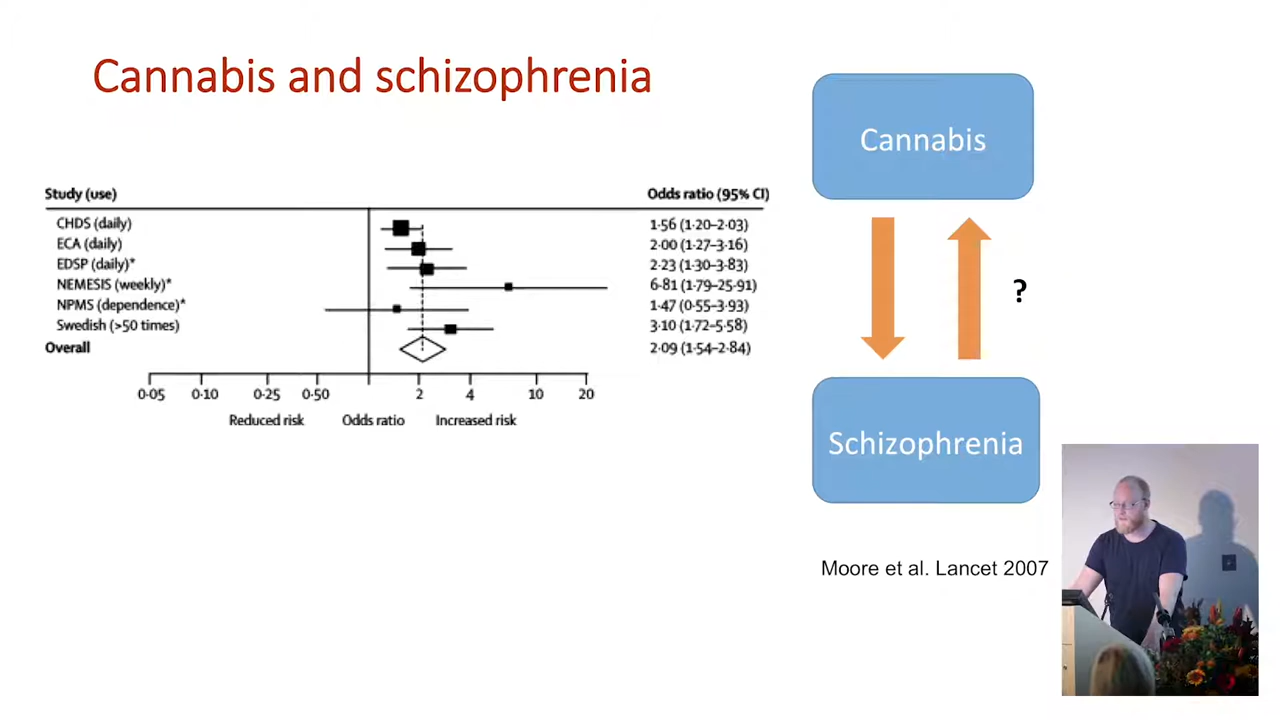 Cannabis and schizophrenia
Study (use) Odds ratio (95% CI)
CHDS (daily) 1·56 (1·20–2·03)
ECA (daily) 2·00 (1·27–3·16)
EDSP (daily)* 2·23 (1·30–3·83)
NEMESIS (weekly)* 6·81 (1·79–25·91)
NPMS (dependence)* 1·47 (0·55–3·93)
Swedish (>50 times) 3·10 (1·72–5·58)
Overall 2·09 (1·54–2·84)
0·05 0·10 0·25 0·50 2 4 10 20
Reduced risk Odds ratio Increased risk
Cannabis
?
Schizophrenia
Moore et al. Lancet 2007